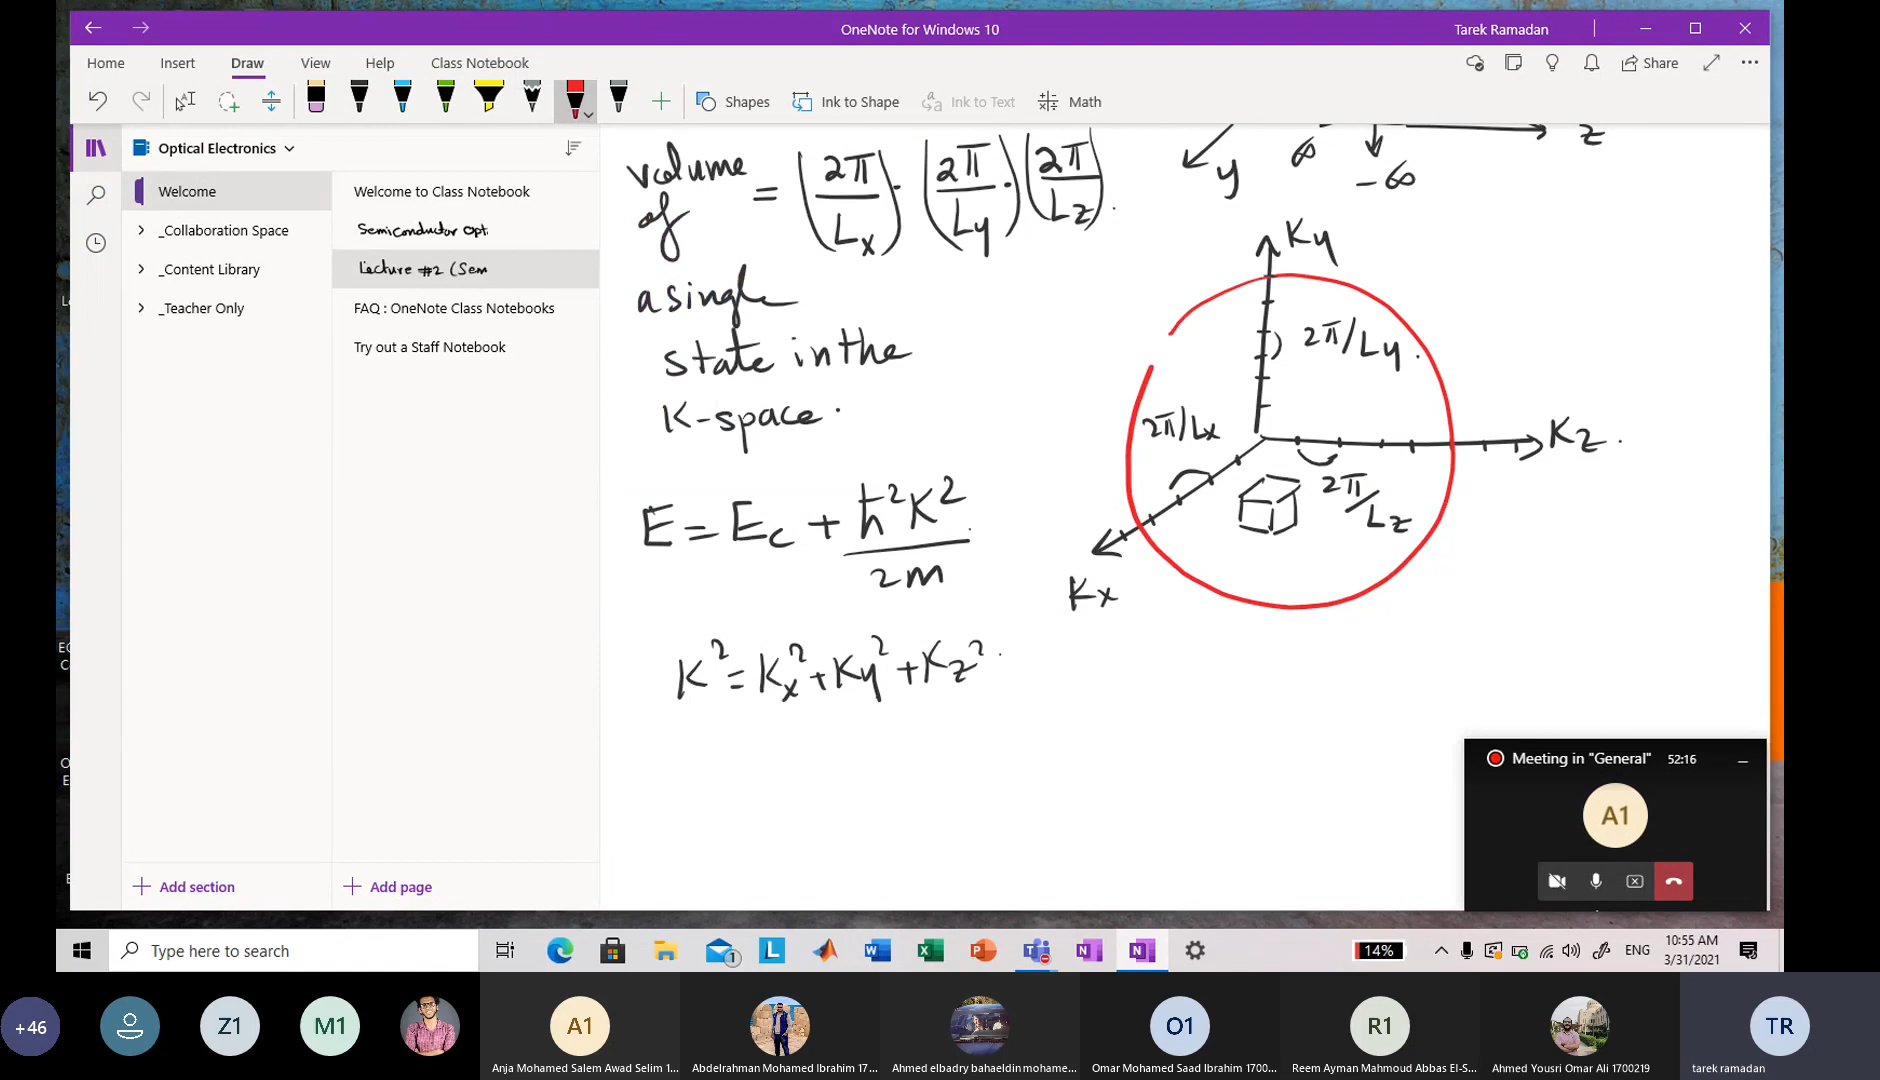 OneNote for Windows 10
Tarek Ramadan
Home Insert Draw View Help Class Notebook
Share
Shapes Ink to Shape Ink to Text Math
Optical Electronics
Welcome
_Collaboration Space
_Content Library
_Teacher Only
Welcome to Class Notebook
Semiconductor Opti
Lecture #2 (Sem
FAQ : OneNote Class Notebooks
Try out a Staff Notebook
Add section
Add page
volume of = (2π/Lx) . (2π/Ly) . (2π/Lz) .
a single
state in the
K-space .
E = Ec + ħ²K²/2m
K² = Kx² + Ky² + Kz² .
y
∞
-∞
z
Ky
2π/Ly .
2π/Lx
Kz .
2π/Lz
Kx
Meeting in "General" 52:16
A1
Type here to search
1
L
14%
ENG
10:55 AM
3/31/2021
+46
Z1
M1
A1
O1
R1
TR
Anja Mohamed Salem Awad Selim 1...
Abdelrahman Mohamed Ibrahim 17...
Ahmed elbadry bahaeldin mohame...
Omar Mohamed Saad Ibrahim 1700...
Reem Ayman Mahmoud Abbas El-S...
Ahmed Yousri Omar Ali 1700219
tarek ramadan